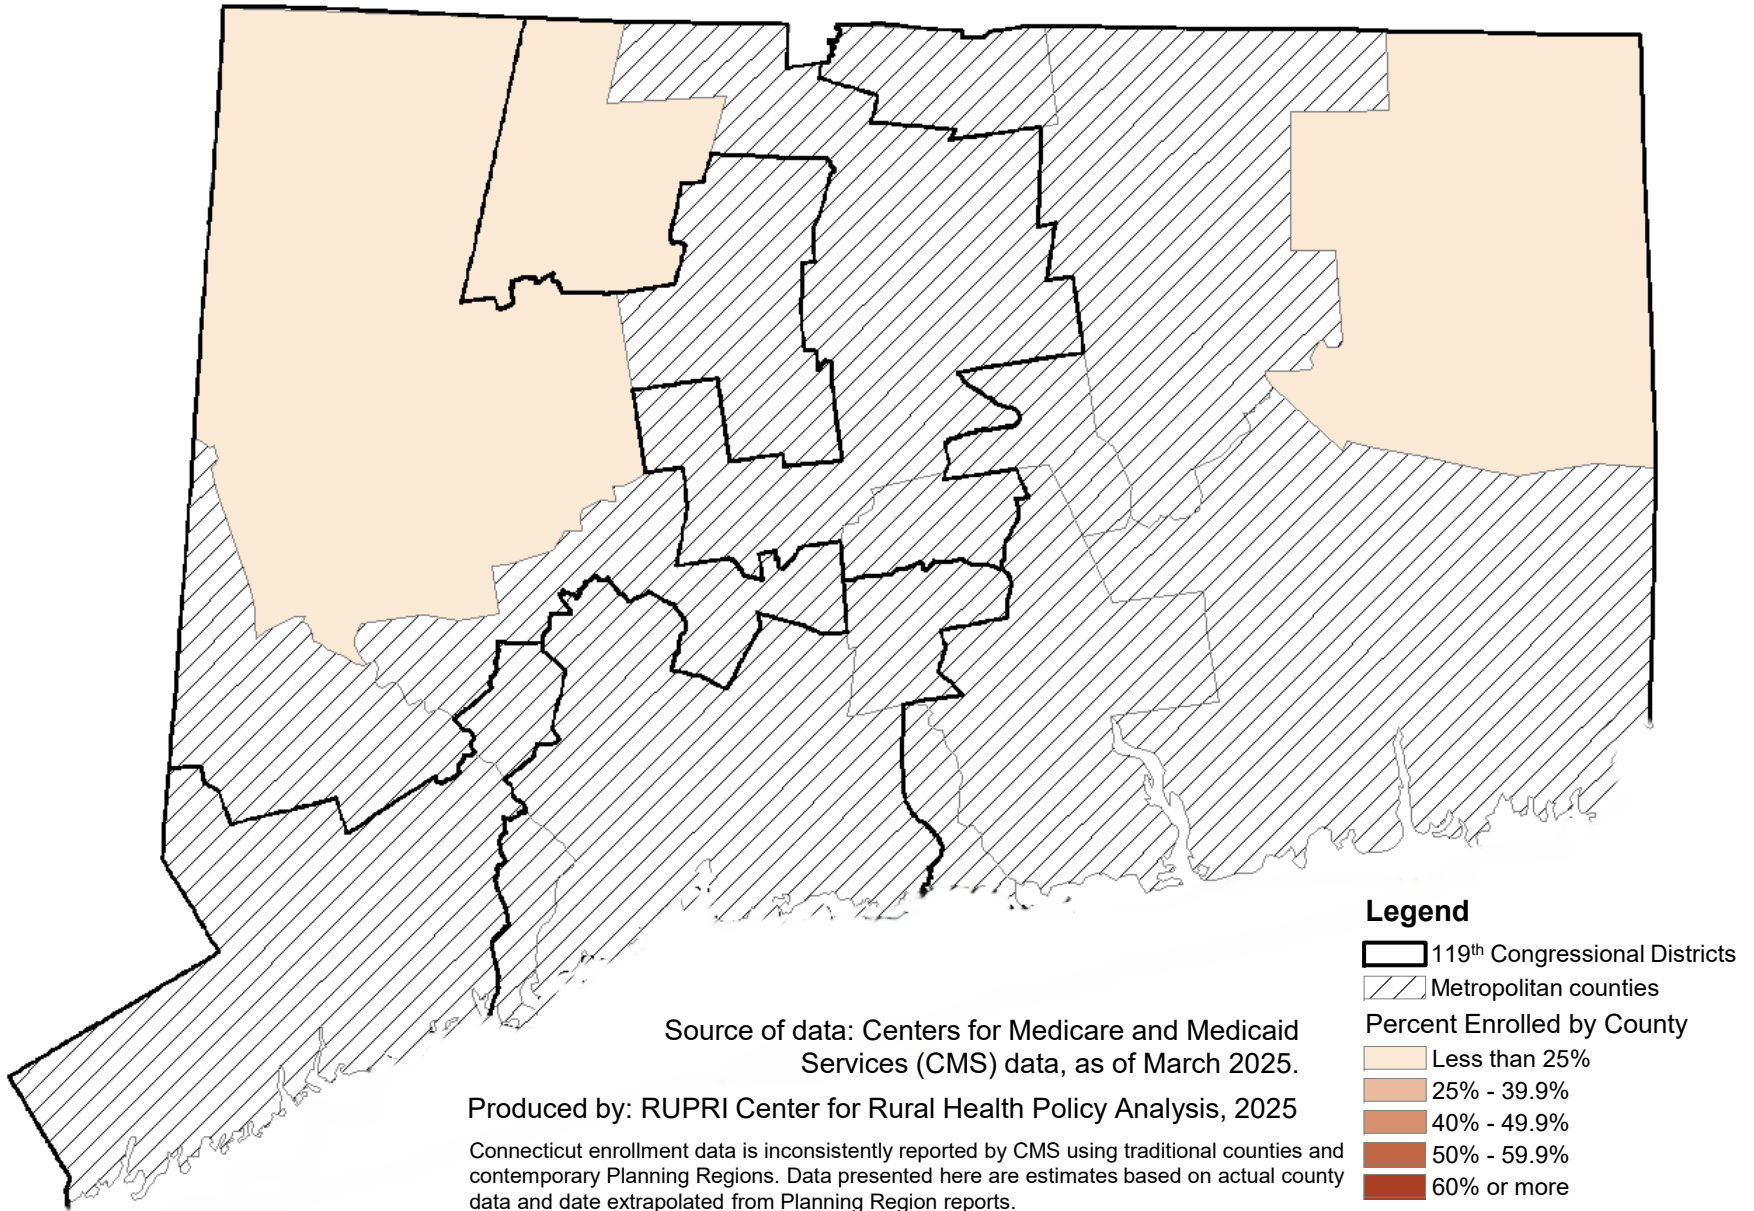 Legend
119th Congressional Districts
Metropolitan counties
Percent Enrolled by County
Less than 25%
25% - 39.9%
40% - 49.9%
50% - 59.9%
60% or more
Source of data: Centers for Medicare and Medicaid
Services (CMS) data, as of March 2025.
Produced by: RUPRI Center for Rural Health Policy Analysis, 2025
Connecticut enrollment data is inconsistently reported by CMS using traditional counties and
contemporary Planning Regions. Data presented here are estimates based on actual county
data and date extrapolated from Planning Region reports.